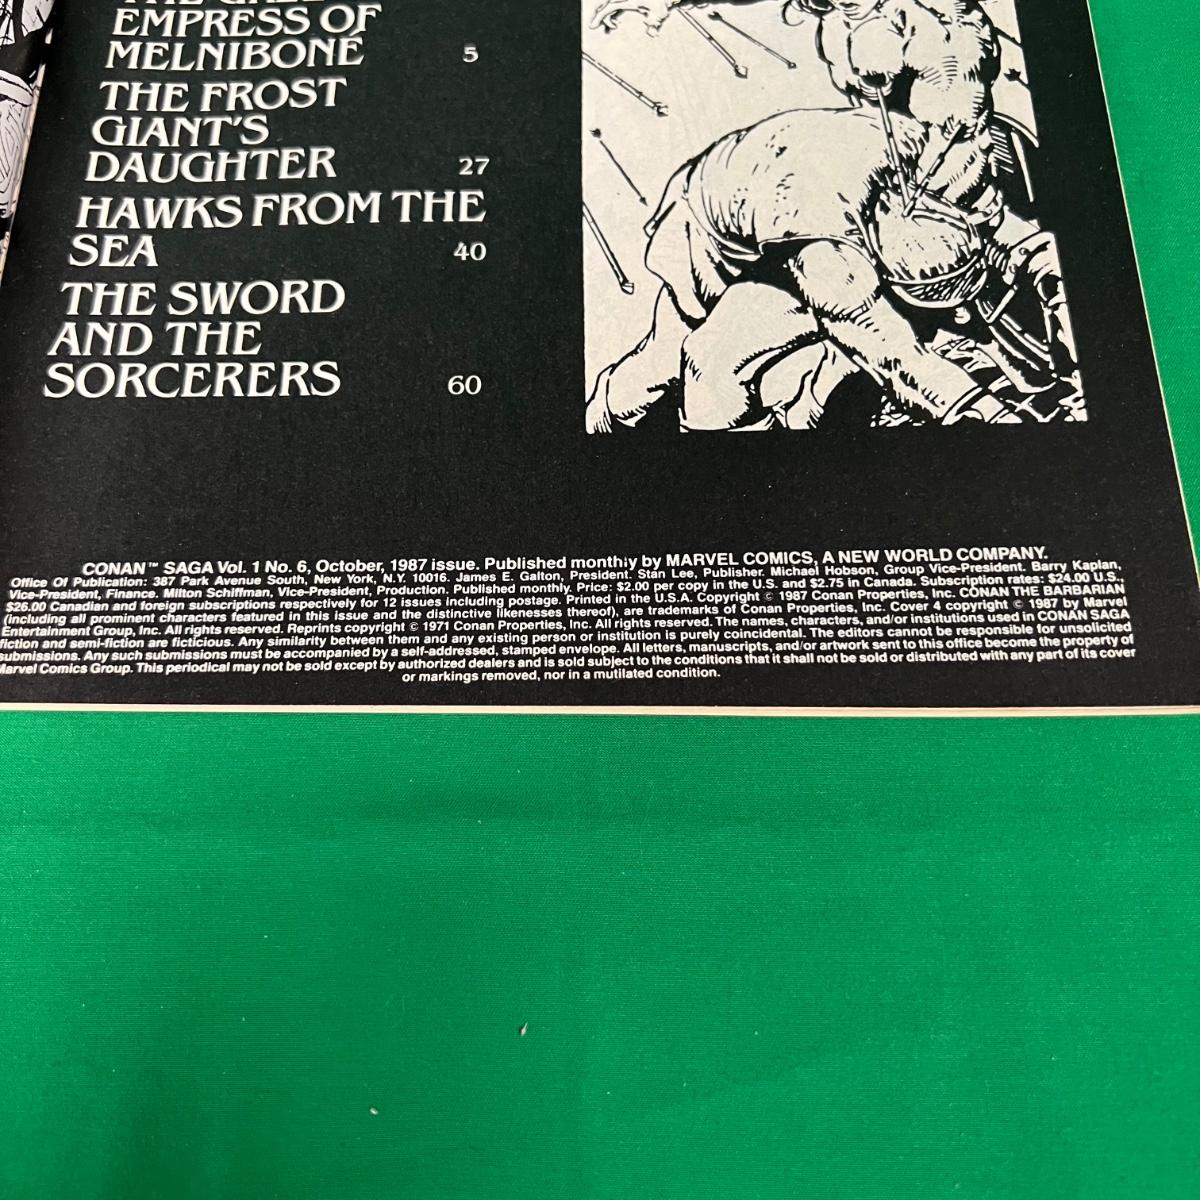 EMPRESS OF
MELNIBONÉ 5
THE FROST
GIANT'S
DAUGHTER 27
HAWKS FROM THE
SEA 40
THE SWORD
AND THE
SORCERERS 60
CONAN™ SAGA Vol. 1 No. 6, October, 1987 issue. Published monthly by MARVEL COMICS, A NEW WORLD COMPANY.
Office Of Publication: 387 Park Avenue South, New York, N.Y. 10016. James E. Galton, President. Stan Lee, Publisher. Michael Hobson, Group Vice-President. Barry Kaplan,
Vice-President, Finance. Milton Schiffman, Vice-President, Production. Published monthly. Price: $2.00 per copy in the U.S. and $2.75 in Canada. Subscription rates: $24.00 U.S.,
$26.00 Canadian and foreign subscriptions respectively for 12 issues including postage. Printed in the U.S.A. Copyright © 1987 Conan Properties, Inc. CONAN THE BARBARIAN
(including all prominent characters featured in this issue and the distinctive likenesses thereof), are trademarks of Conan Properties, Inc. Cover 4 copyright © 1987 by Marvel
Entertainment Group, Inc. All rights reserved. Reprints copyright © 1971 Conan Properties, Inc. All rights reserved. The names, characters, and/or institutions used in CONAN SAGA
fiction and semi-fiction are ficticious. Any similarity between them and any existing person or institution is purely coincidental. The editors cannot be responsible for unsolicited
submissions. Any such submissions must be accompanied by a self-addressed, stamped envelope. All letters, manuscripts, and/or artwork sent to this office become the property of
Marvel Comics Group. This periodical may not be sold except by authorized dealers and is sold subject to the conditions that it shall not be sold or distributed with any part of its cover
or markings removed, nor in a mutilated condition.